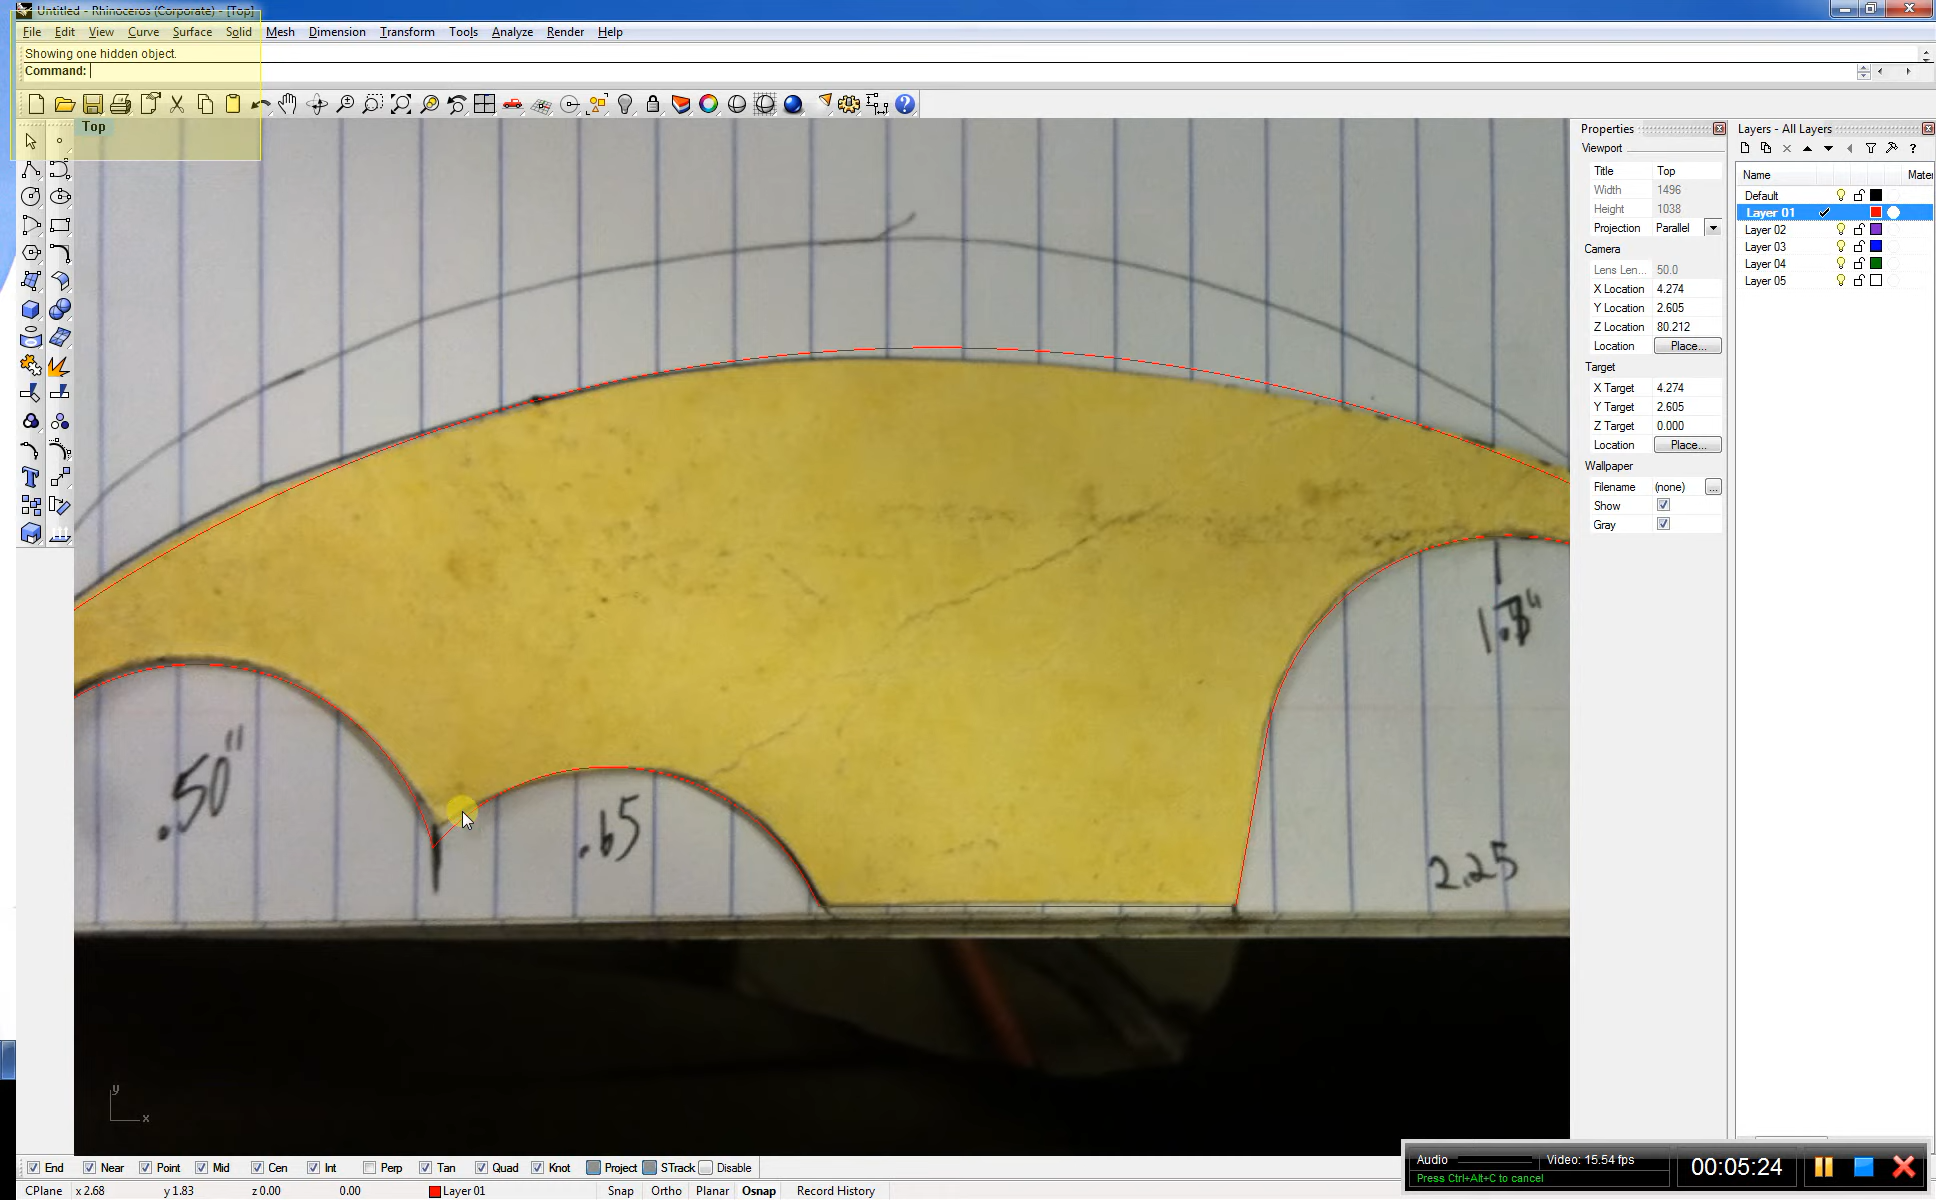 Untitled - Rhinoceros (Corporate) - [Top]
File Edit View Curve Surface Solid Mesh Dimension Transform Tools Analyze Render Help
Showing one hidden object.
Command:
Top
Properties
Viewport
Title Top
Width 1496
Height 1038
Projection Parallel
Camera
Lens Len... 50.0
X Location 4.274
Y Location 2.605
Z Location 80.212
Location Place...
Target
X Target 4.274
Y Target 2.605
Z Target 0.000
Location Place...
Wallpaper
Filename (none) ...
Show
Gray
Layers - All Layers
Name Mater
Default
Layer 01
Layer 02
Layer 03
Layer 04
Layer 05
.50"
.65
2.25
y
x
End Near Point Mid Cen Int Perp Tan Quad Knot Project STrack Disable
CPlane x 2.68 y 1.83 z 0.00 0.00 Layer 01 Snap Ortho Planar Osnap Record History
Audio Video: 15.54 fps
Press Ctrl+Alt+C to cancel
00:05:24